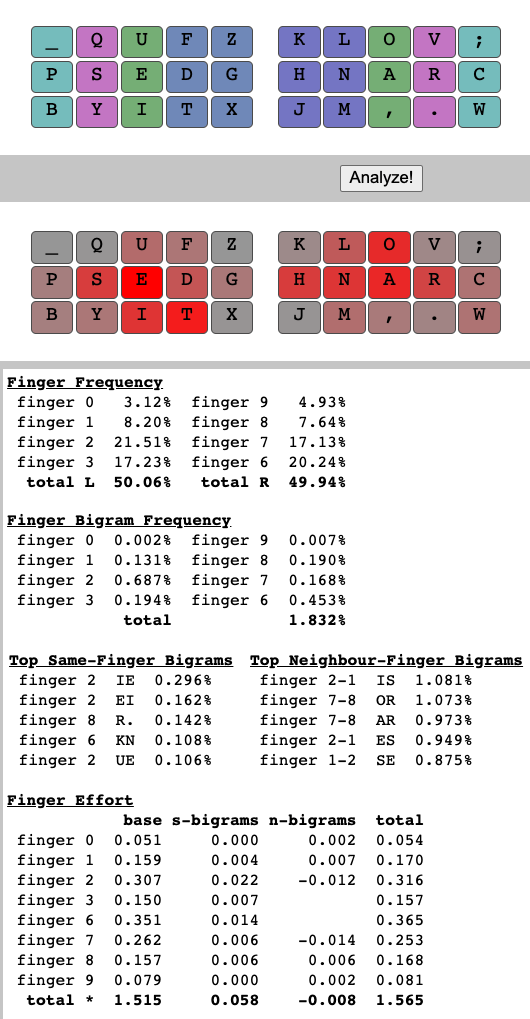 _ Q U F Z K L O V ;
P S E D G H N A R C
B Y I T X J M , . W
Analyze!
_ Q U F Z K L O V ;
P S E D G H N A R C
B Y I T X J M , . W
Finger Frequency
finger 0 3.12% finger 9 4.93%
finger 1 8.20% finger 8 7.64%
finger 2 21.51% finger 7 17.13%
finger 3 17.23% finger 6 20.24%
total L 50.06% total R 49.94%
Finger Bigram Frequency
finger 0 0.002% finger 9 0.007%
finger 1 0.131% finger 8 0.190%
finger 2 0.687% finger 7 0.168%
finger 3 0.194% finger 6 0.453%
total 1.832%
Top Same-Finger Bigrams Top Neighbour-Finger Bigrams
finger 2 IE 0.296% finger 2-1 IS 1.081%
finger 2 EI 0.162% finger 7-8 OR 1.073%
finger 8 R. 0.142% finger 7-8 AR 0.973%
finger 6 KN 0.108% finger 2-1 ES 0.949%
finger 2 UE 0.106% finger 1-2 SE 0.875%
Finger Effort
base s-bigrams n-bigrams total
finger 0 0.051 0.000 0.002 0.054
finger 1 0.159 0.004 0.007 0.170
finger 2 0.307 0.022 -0.012 0.316
finger 3 0.150 0.007 0.157
finger 6 0.351 0.014 0.365
finger 7 0.262 0.006 -0.014 0.253
finger 8 0.157 0.006 0.006 0.168
finger 9 0.079 0.000 0.002 0.081
total * 1.515 0.058 -0.008 1.565